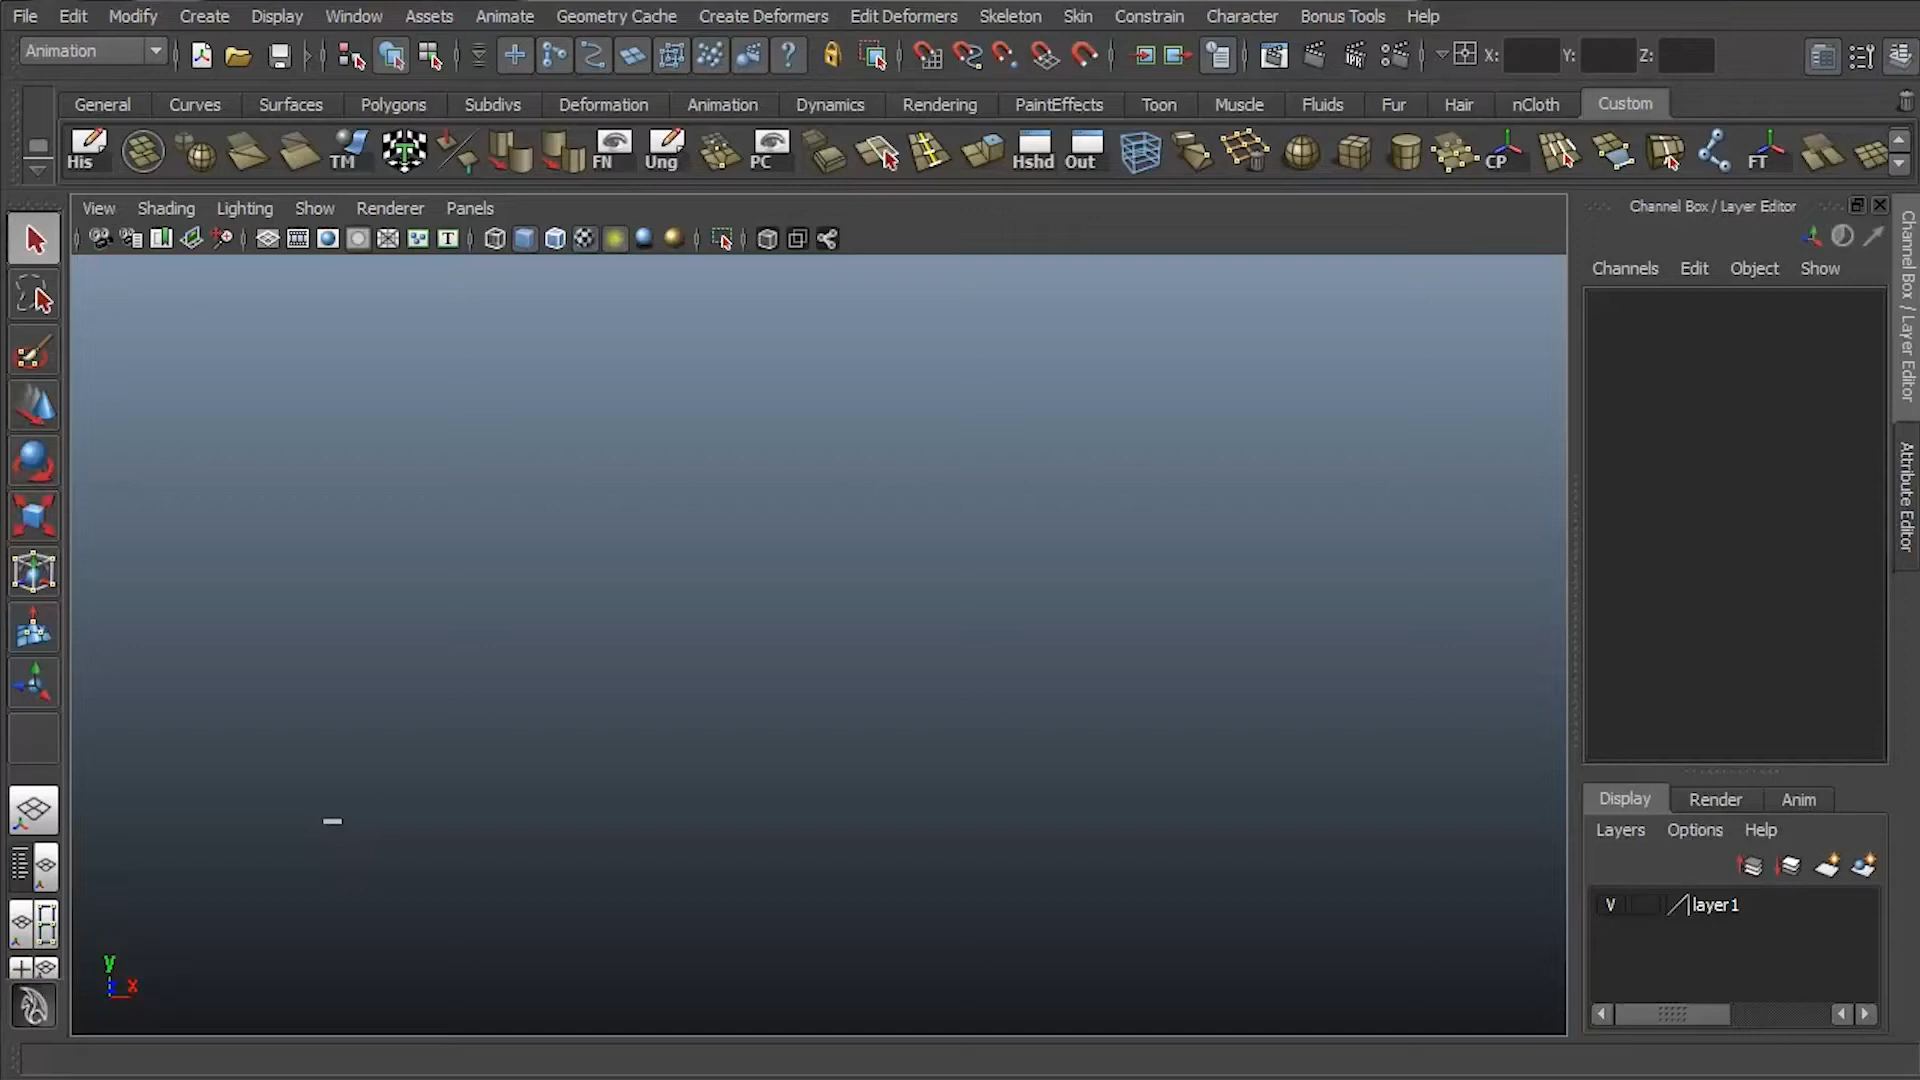 File Edit Modify Create Display Window Assets Animate Geometry Cache Create Deformers Edit Deformers Skeleton Skin Constrain Character Bonus Tools Help
Animation
IPR
X: Y: Z:
General Curves Surfaces Polygons Subdivs Deformation Animation Dynamics Rendering PaintEffects Toon Muscle Fluids Fur Hair nCloth Custom
His TM FN Ung PC Hshd Out CP FT
View Shading Lighting Show Renderer Panels
Channel Box / Layer Editor
Channels Edit Object Show
Channel Box / Layer Editor
Attribute Editor
Display Render Anim
Layers Options Help
V layer1
y
x